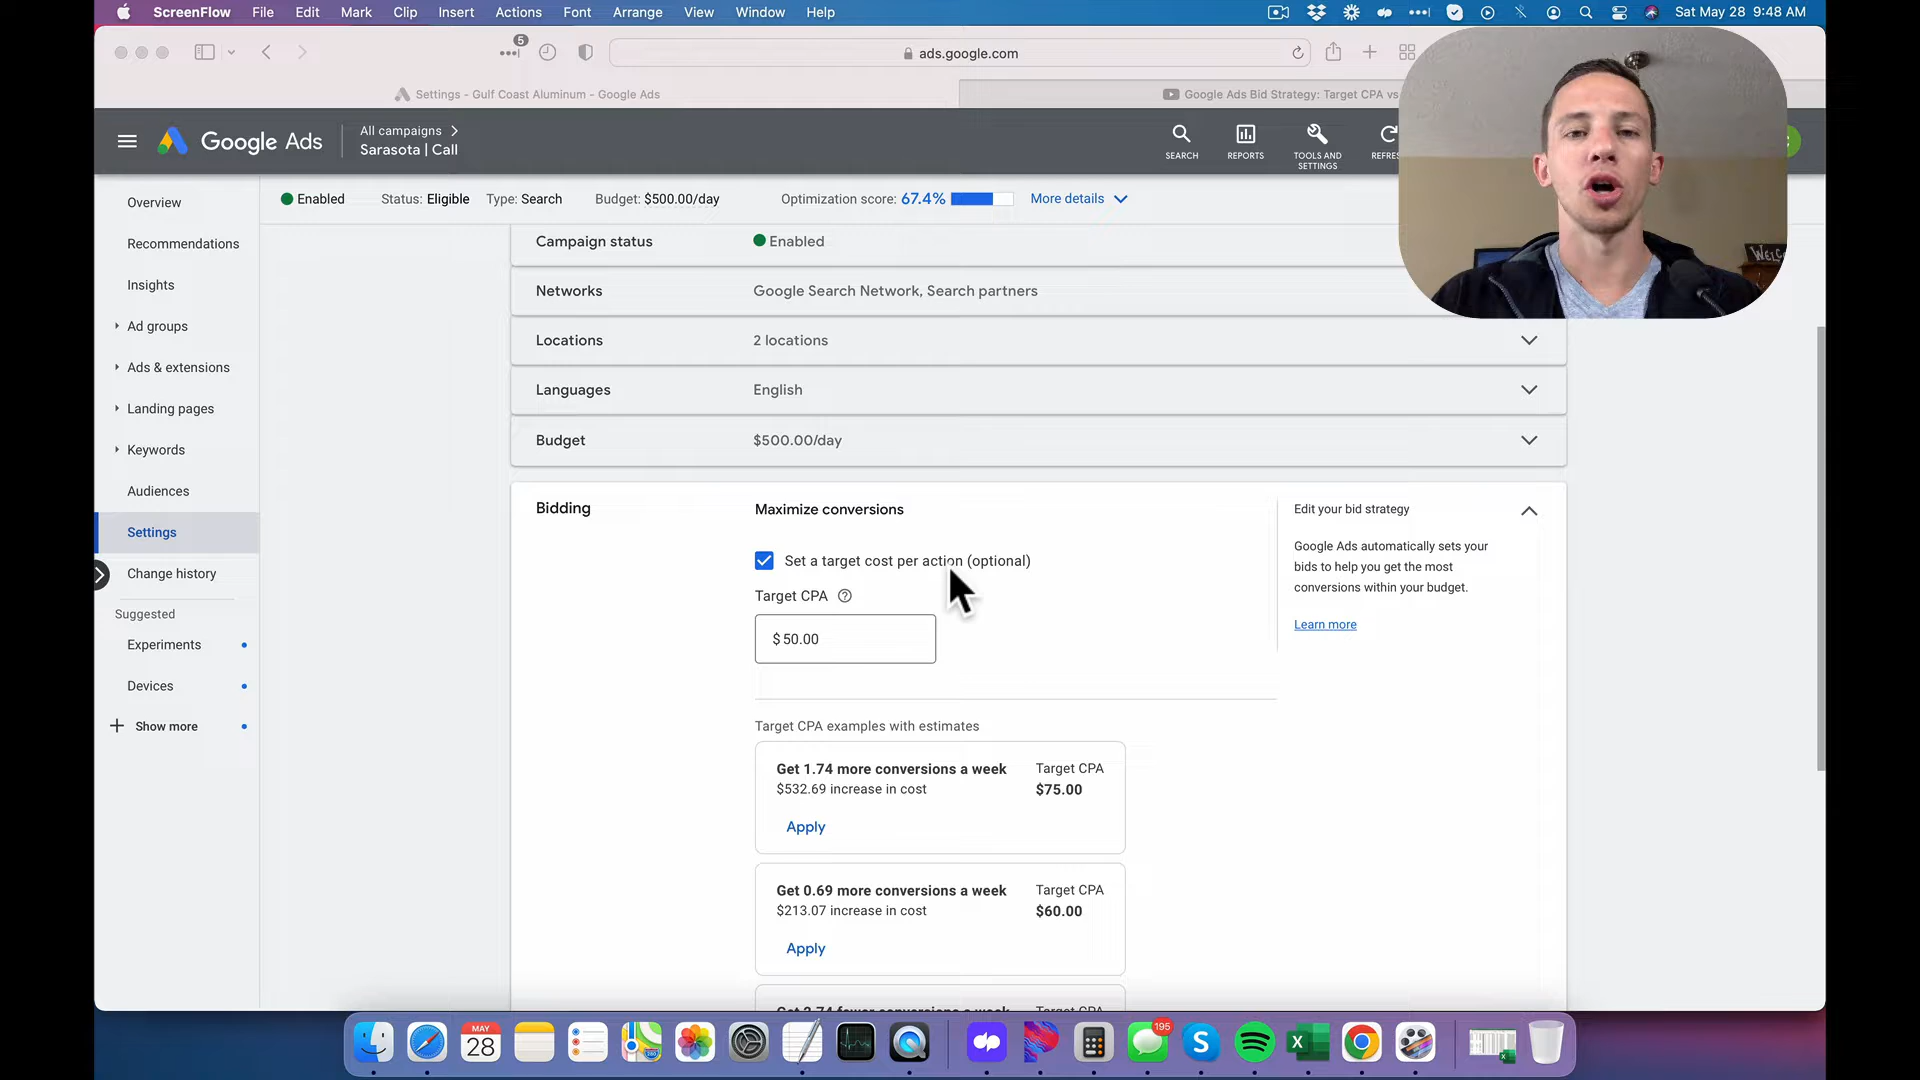 ScreenFlow File Edit Mark Clip Insert Actions Font Arrange View Window Help
Sat May 28 9:48 AM
5
ads.google.com
Settings - Gulf Coast Aluminum - Google Ads
Google Ads Bid Strategy: Target CPA vs
Google Ads
All campaigns
Sarasota | Call
SEARCH
REPORTS
TOOLS AND
SETTINGS
REFRES
Enabled Status: Eligible Type: Search Budget: $500.00/day Optimization score: 67.4% More details
Overview
Recommendations
Insights
Ad groups
Ads & extensions
Landing pages
Keywords
Audiences
Settings
Change history
Suggested
Experiments
Devices
Show more
Campaign status Enabled
Networks Google Search Network, Search partners
Locations 2 locations
Languages English
Budget $500.00/day
Bidding Maximize conversions
Set a target cost per action (optional)
Target CPA
$ 50.00
Edit your bid strategy
Google Ads automatically sets your
bids to help you get the most
conversions within your budget.
Learn more
Target CPA examples with estimates
Get 1.74 more conversions a week Target CPA
$532.69 increase in cost $75.00
Apply
Get 0.69 more conversions a week Target CPA
$213.07 increase in cost $60.00
Apply
WELC
MAY
28
195